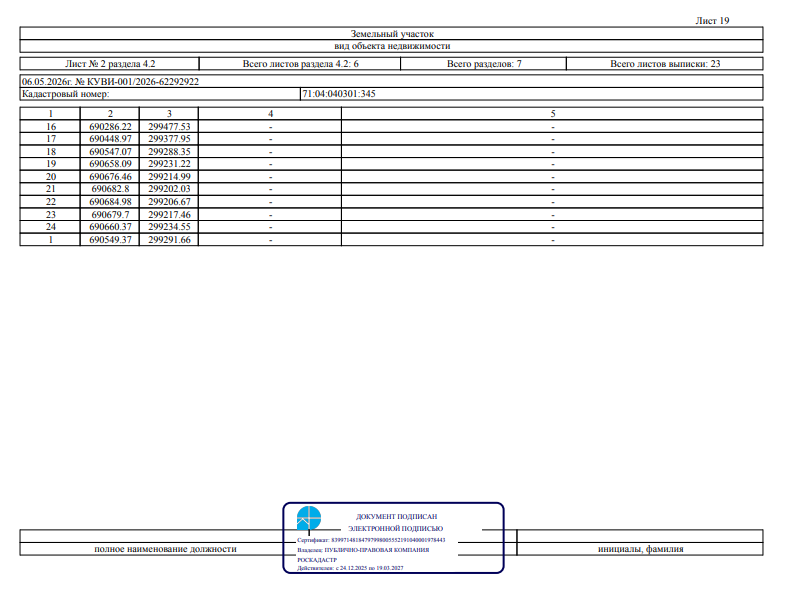 Лист 19
Земельный участок
вид объекта недвижимости
Лист № 2 раздела 4.2 Всего листов раздела 4.2: 6 Всего разделов: 7 Всего листов выписки: 23
06.05.2026г. № КУВИ-001/2026-62292922
Кадастровый номер: 71:04:040301:345
1 2 3 4 5
16 690286.22 299477.53 - -
17 690448.97 299377.95 - -
18 690547.07 299288.35 - -
19 690658.09 299231.22 - -
20 690676.46 299214.99 - -
21 690682.8 299202.03 - -
22 690684.98 299206.67 - -
23 690679.7 299217.46 - -
24 690660.37 299234.55 - -
1 690549.37 299291.66 - -
ДОКУМЕНТ ПОДПИСАН
ЭЛЕКТРОННОЙ ПОДПИСЬЮ
Сертификат:
Владелец: ПУБЛИЧНО-ПРАВОВАЯ КОМПАНИЯ
РОСКАДАСТР
Действителен: с 24.12.2025 по 19.03.2027
полное наименование должности инициалы, фамилия